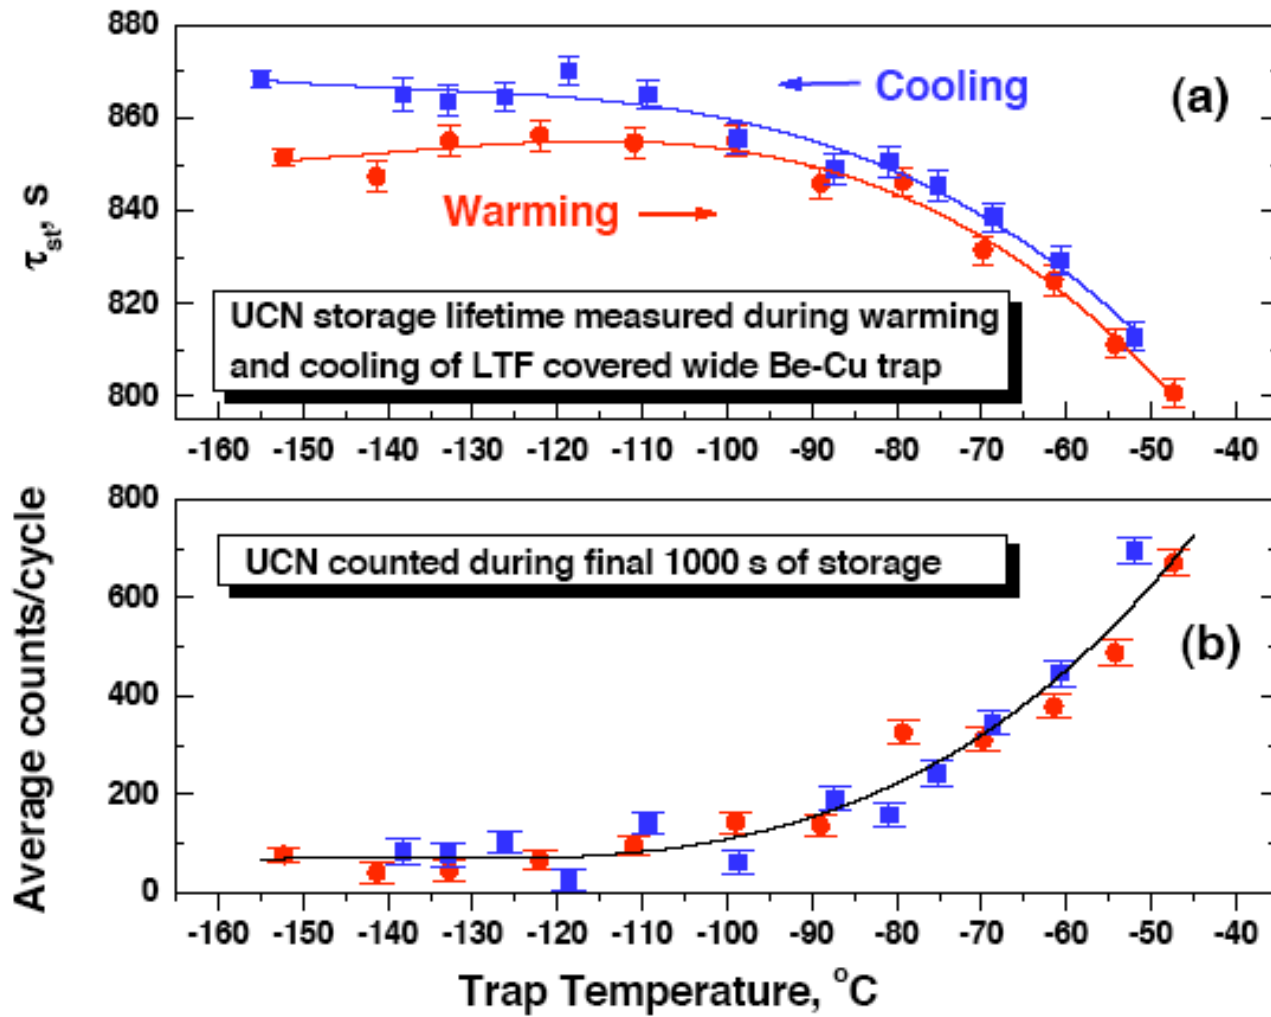 880
860
840
820
800
τst, s
Cooling
(a)
Warming
UCN storage lifetime measured during warming
and cooling of LTF covered wide Be-Cu trap
-160 -150 -140 -130 -120 -110 -100 -90 -80 -70 -60 -50 -40
800
600
400
200
0
Average counts/cycle
UCN counted during final 1000 s of storage
(b)
-160 -150 -140 -130 -120 -110 -100 -90 -80 -70 -60 -50 -40
Trap Temperature, °C